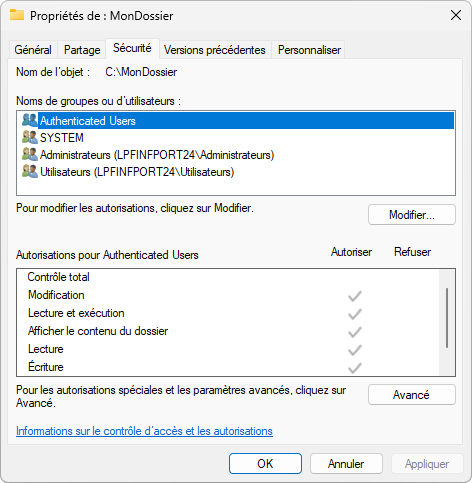 Propriétés de : MonDossier
Général Partage Sécurité Versions précédentes Personnaliser
Nom de l'objet : C:\MonDossier
Noms de groupes ou d'utilisateurs :
Authenticated Users
SYSTEM
Administrateurs (LPFINFPORT24\Administrateurs)
Utilisateurs (LPFINFPORT24\Utilisateurs)
Pour modifier les autorisations, cliquez sur Modifier.
Modifier...
Autorisations pour Authenticated Users Autoriser Refuser
Contrôle total
Modification
Lecture et exécution
Afficher le contenu du dossier
Lecture
Écriture
Pour les autorisations spéciales et les paramètres avancés, cliquez sur
Avancé.
Avancé
Informations sur le contrôle d'accès et les autorisations
OK Annuler Appliquer